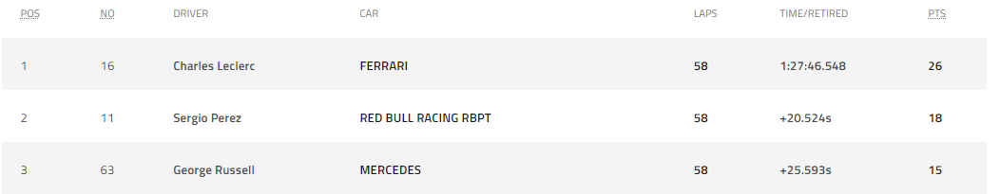 POS NO DRIVER CAR LAPS TIME/RETIRED PTS
1 16 Charles Leclerc FERRARI 58 1:27:46.548 26
2 11 Sergio Perez RED BULL RACING RBPT 58 +20.524s 18
3 63 George Russell MERCEDES 58 +25.593s 15